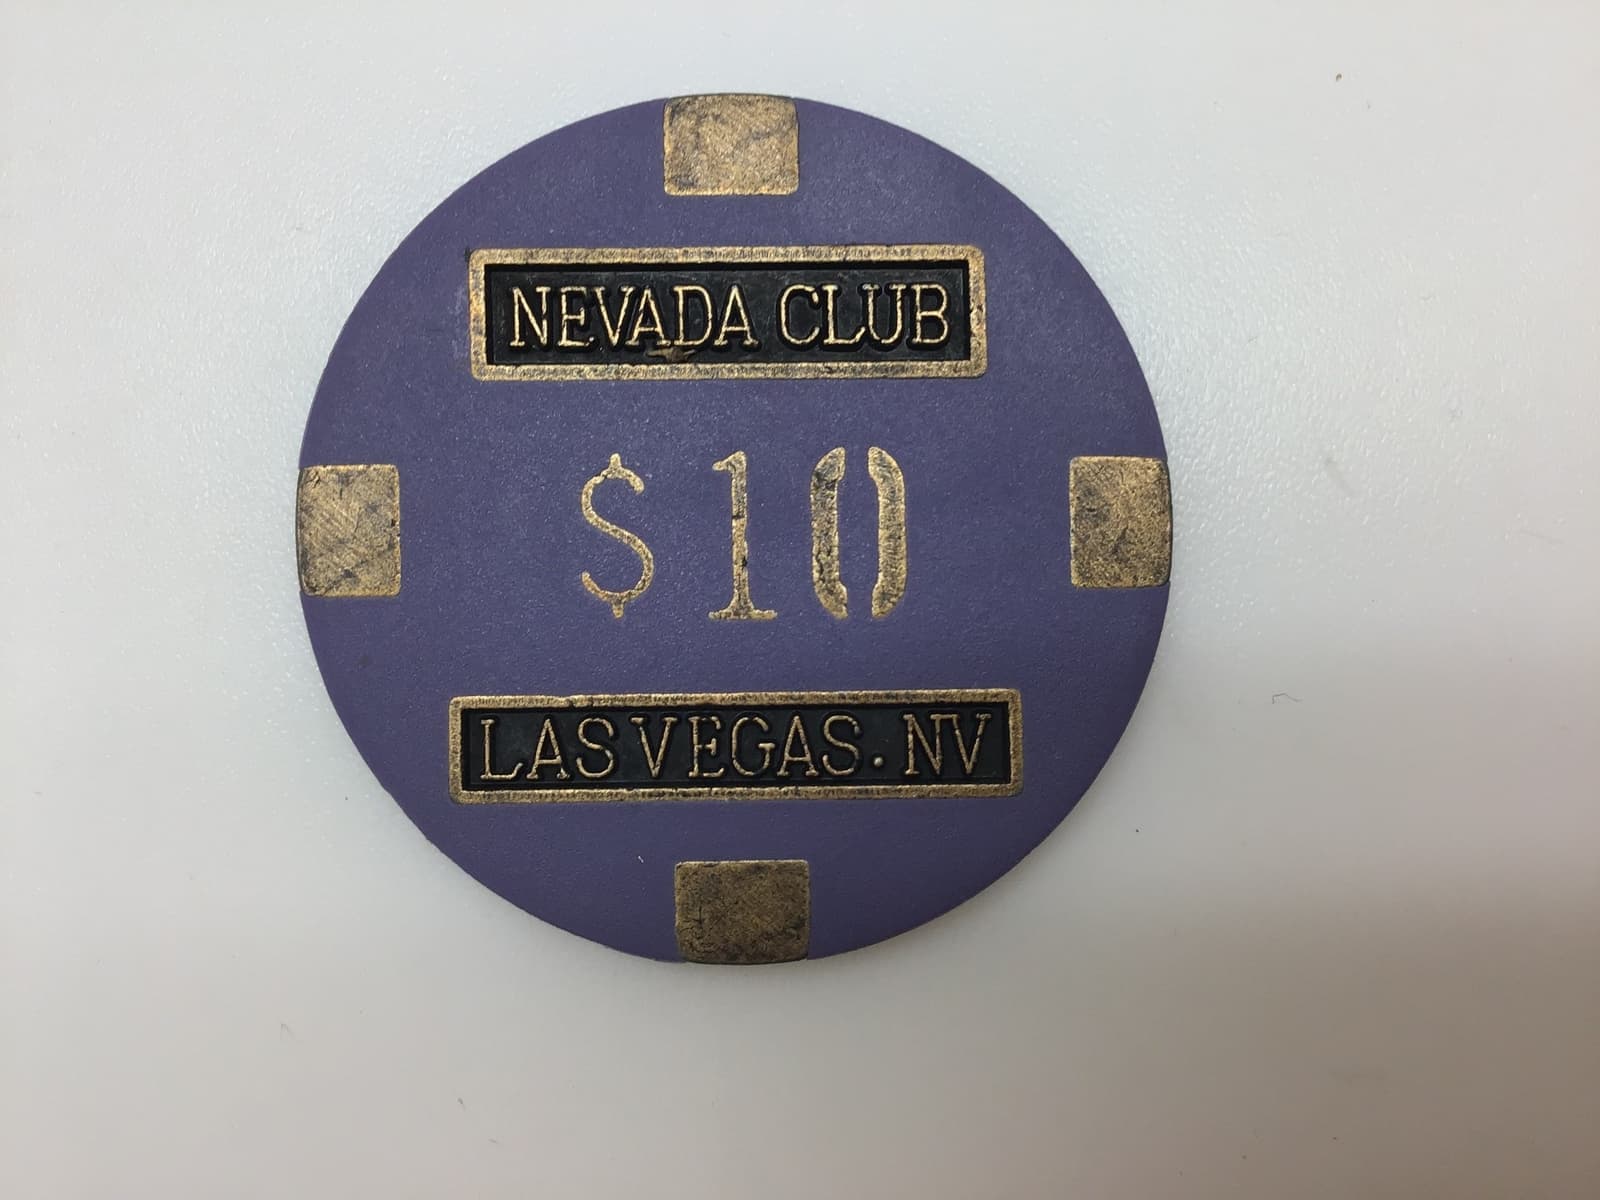 NEVADA CLUB
$10
LAS VEGAS. NV